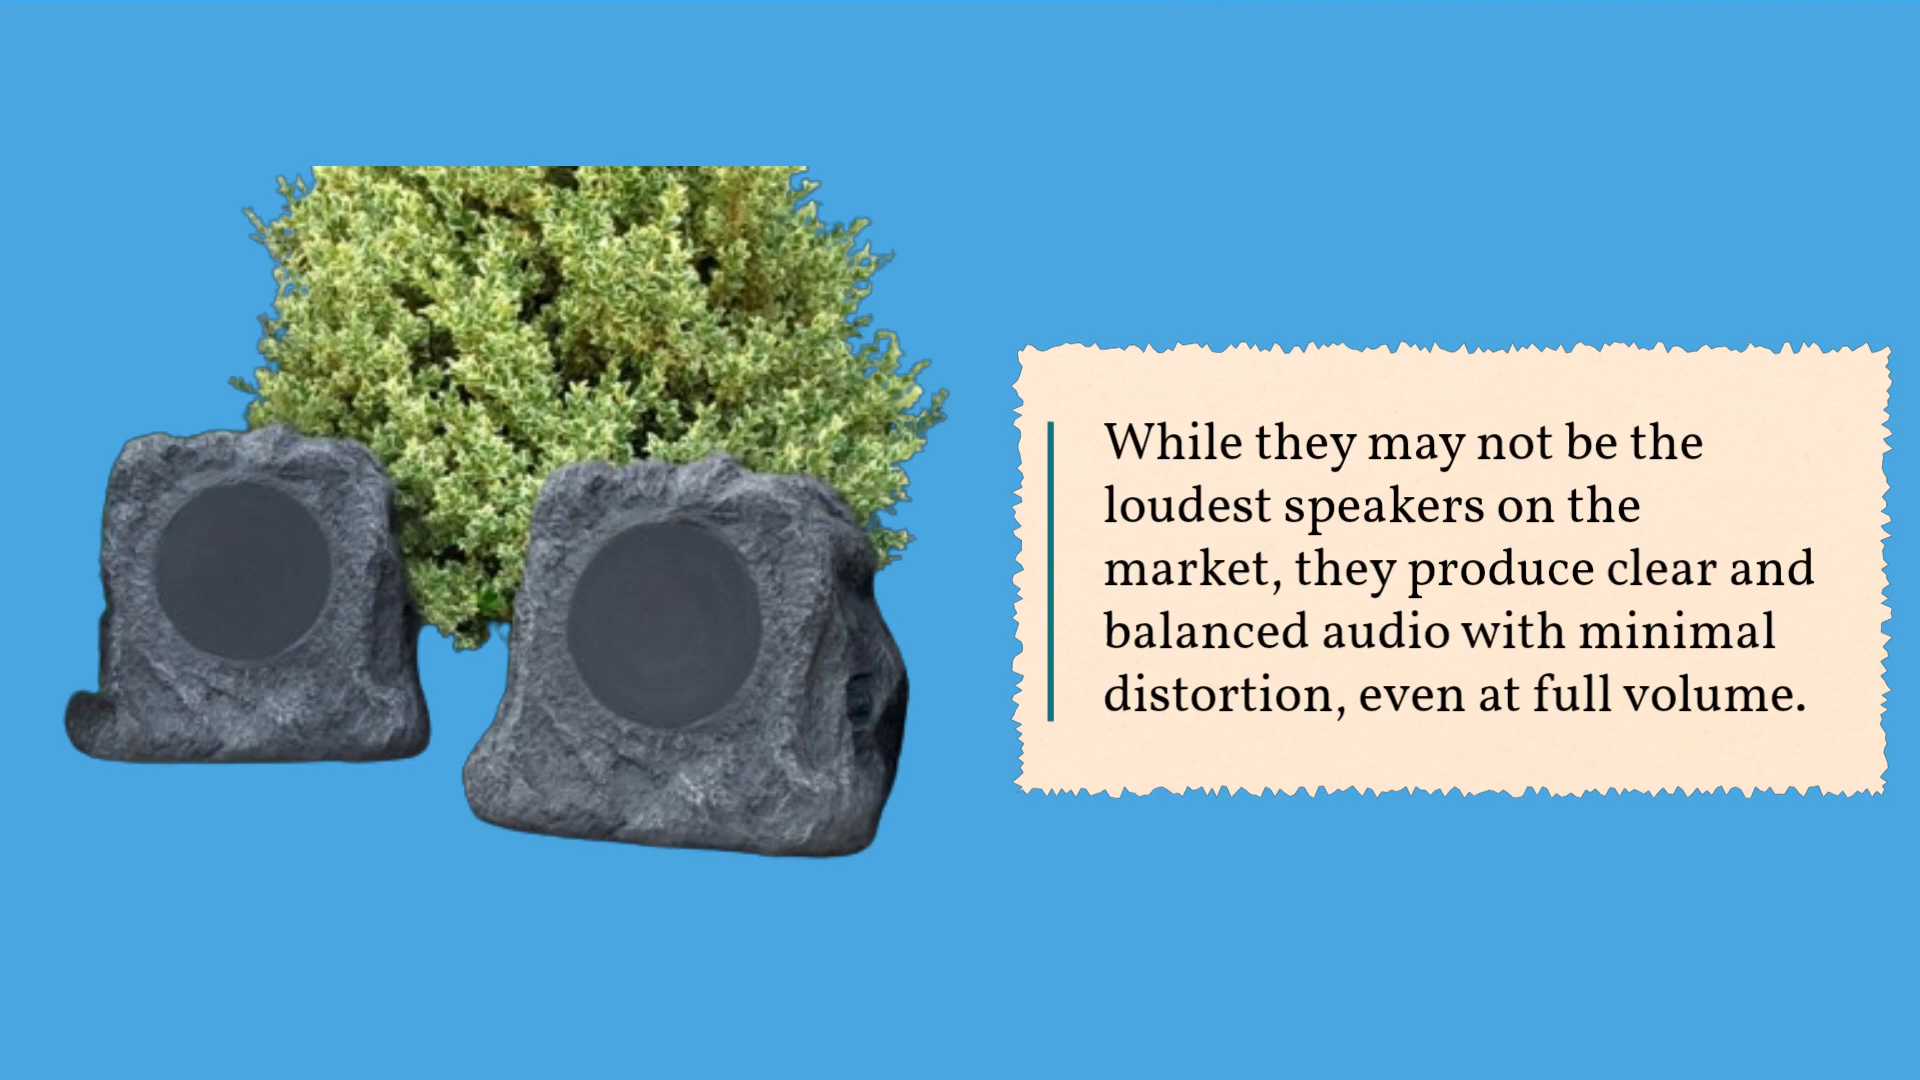 While they may not be the
loudest speakers on the
market, they produce clear and
balanced audio with minimal
distortion, even at full volume.